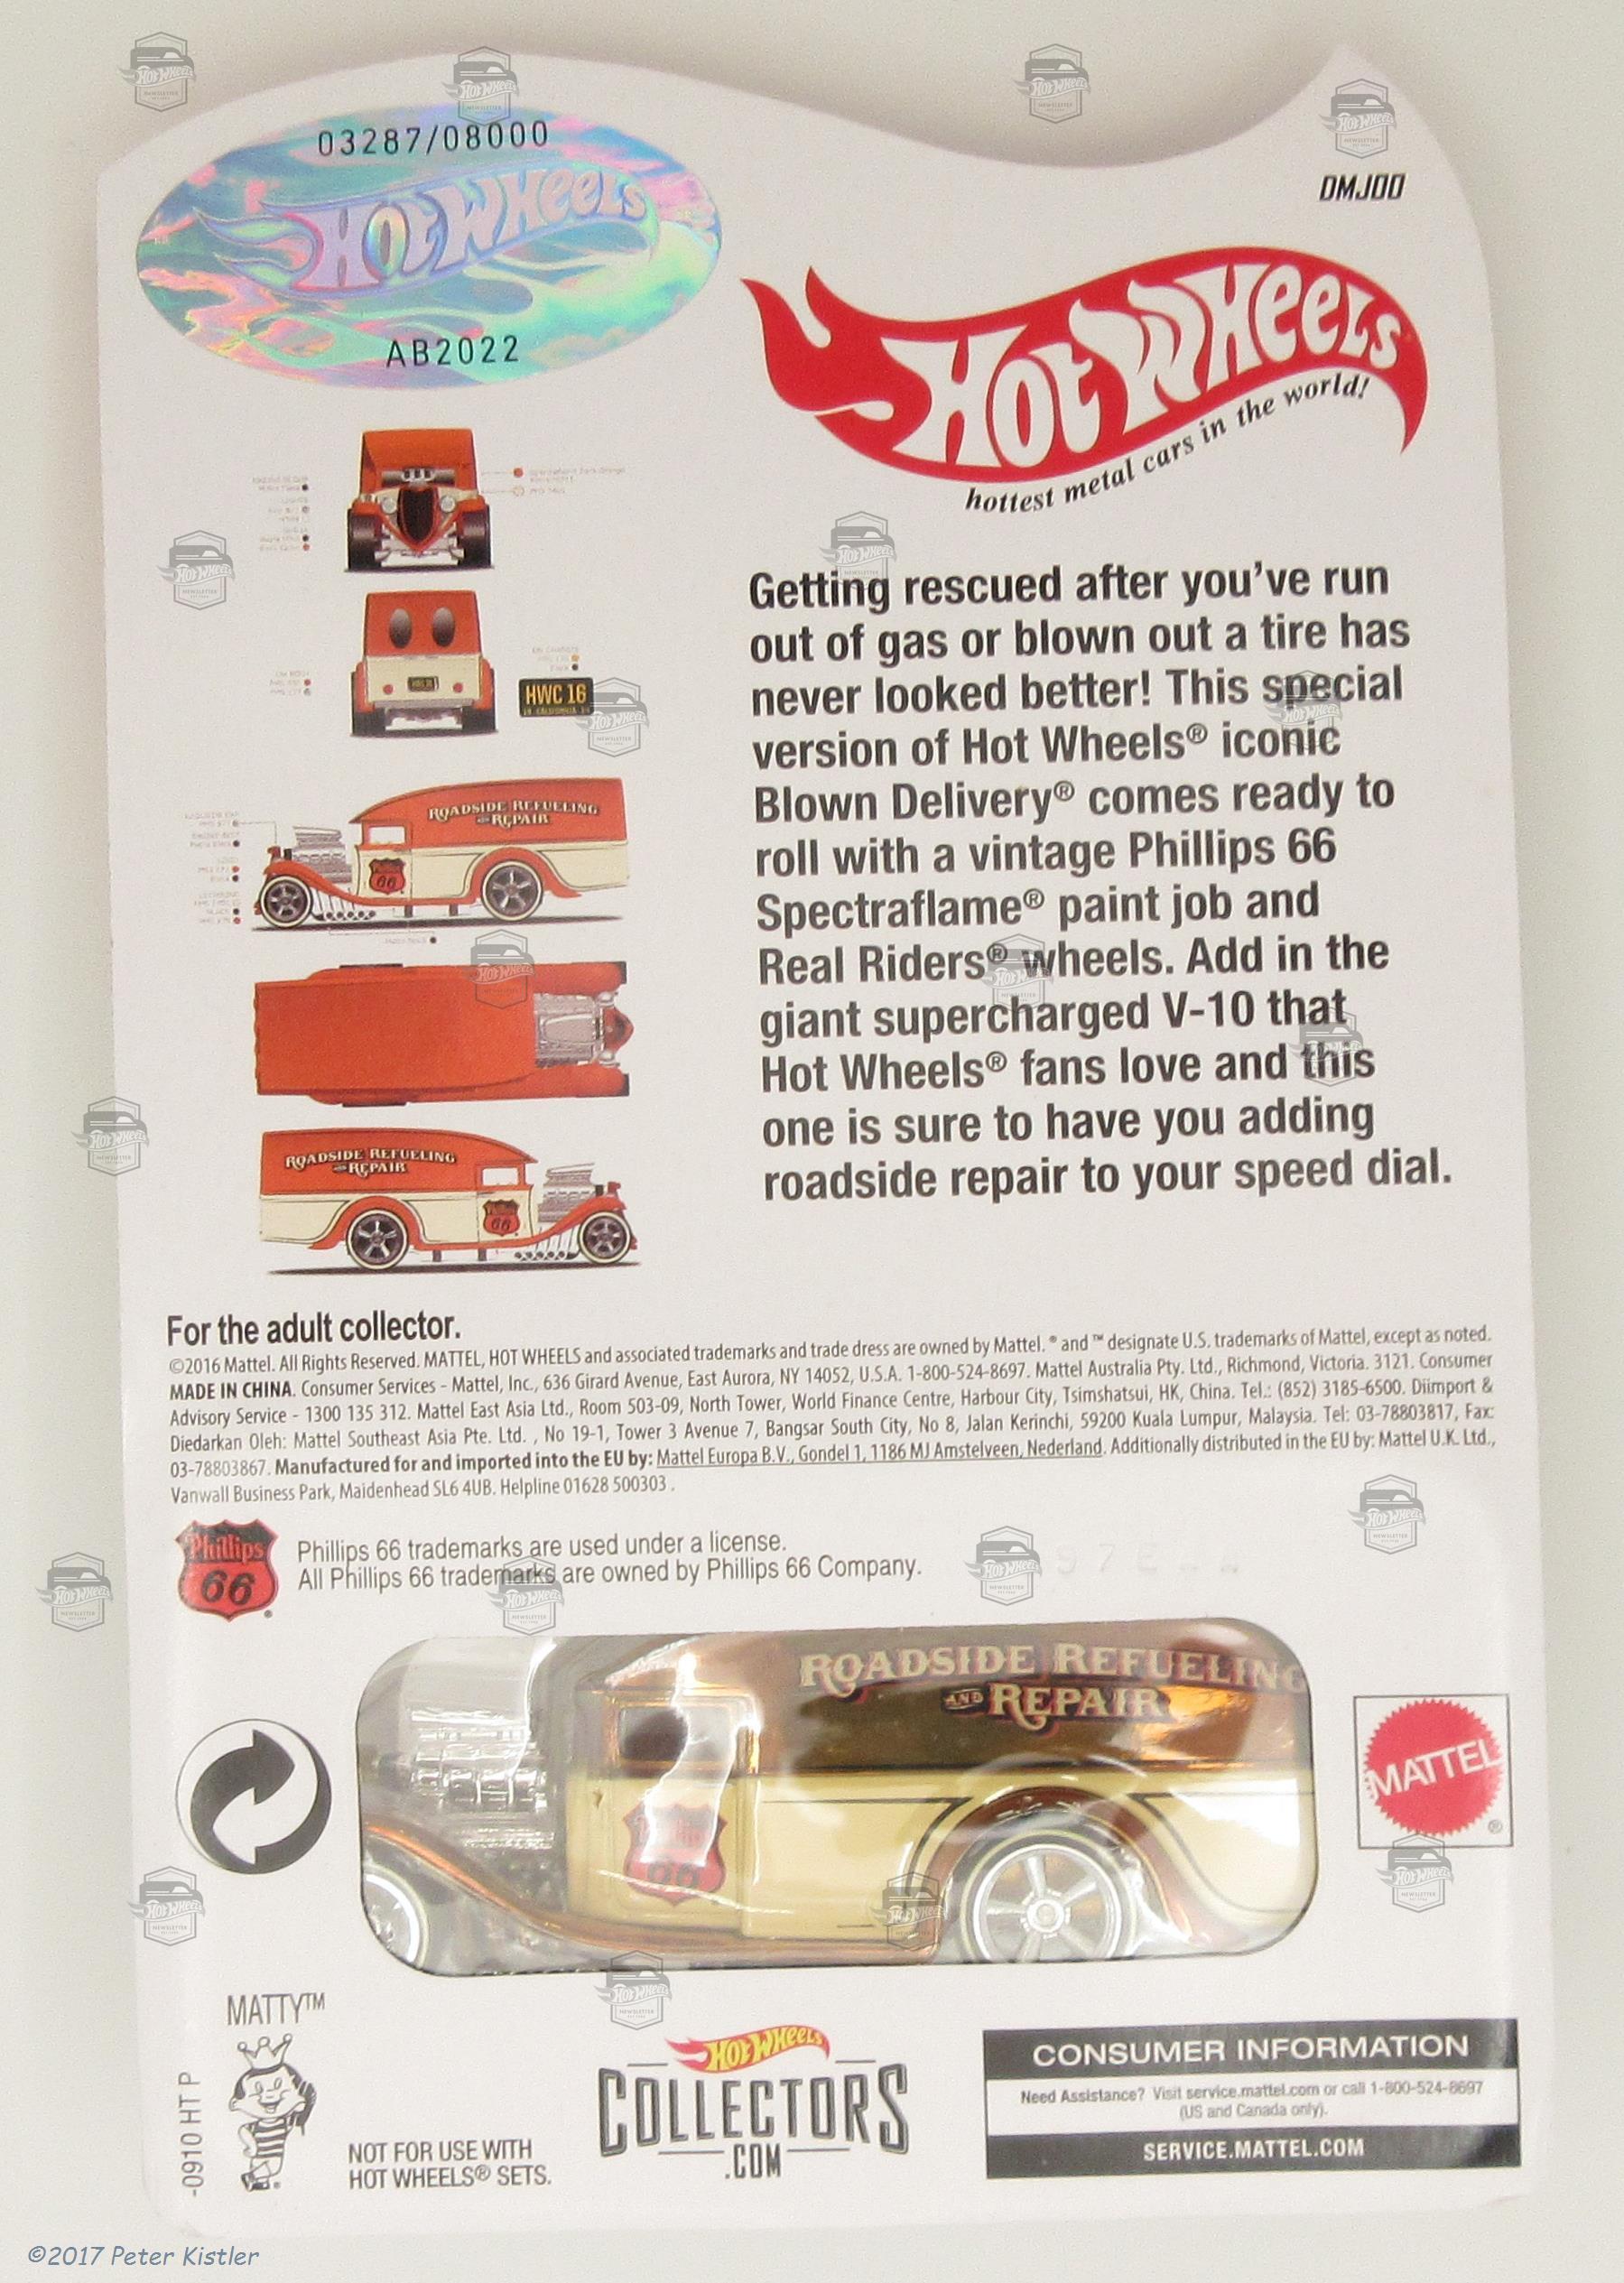 03287/08000
HOT WHEELS
AB2022
DMJ00
HOT WHEELS
hottest metal cars in the world!
HWC 16
ROADSIDE REFUELING
AND REPAIR
66
ROADSIDE REFUELING
AND REPAIR
66
Getting rescued after you've run
out of gas or blown out a tire has
never looked better! This special
version of Hot Wheels® iconic
Blown Delivery® comes ready to
roll with a vintage Phillips 66
Spectraflame® paint job and
Real Riders® wheels. Add in the
giant supercharged V-10 that
Hot Wheels® fans love and this
one is sure to have you adding
roadside repair to your speed dial.
For the adult collector.
©2016 Mattel. All Rights Reserved. MATTEL, HOT WHEELS and associated trademarks and trade dress are owned by Mattel. ® and ™ designate U.S. trademarks of Mattel, except as noted.
MADE IN CHINA. Consumer Services - Mattel, Inc., 636 Girard Avenue, East Aurora, NY 14052, U.S.A. 1-800-524-8697. Mattel Australia Pty. Ltd., Richmond, Victoria. 3121. Consumer
Advisory Service - 1300 135 312. Mattel East Asia Ltd., Room 503-09, North Tower, World Finance Centre, Harbour City, Tsimshatsui, HK, China. Tel.: (852) 3185-6500. Diimport &
Diedarkan Oleh: Mattel Southeast Asia Pte. Ltd. , No 19-1, Tower 3 Avenue 7, Bangsar South City, No 8, Jalan Kerinchi, 59200 Kuala Lumpur, Malaysia. Tel: 03-78803817, Fax:
03-78803867. Manufactured for and imported into the EU by: Mattel Europa B.V., Gondel 1, 1186 MJ Amstelveen, Nederland. Additionally distributed in the EU by: Mattel U.K. Ltd.,
Vanwall Business Park, Maidenhead SL6 4UB. Helpline 01628 500303 .
Phillips
66
Phillips 66 trademarks are used under a license.
All Phillips 66 trademarks are owned by Phillips 66 Company.
ROADSIDE REFUELING
AND REPAIR
66
MATTEL
MATTY™
-0910 HT P
NOT FOR USE WITH
HOT WHEELS® SETS.
HOT WHEELS
COLLECTORS
.COM
CONSUMER INFORMATION
Need Assistance? Visit service.mattel.com or call 1-800-524-8697
(US and Canada only).
SERVICE.MATTEL.COM
©2017 Peter Kistler